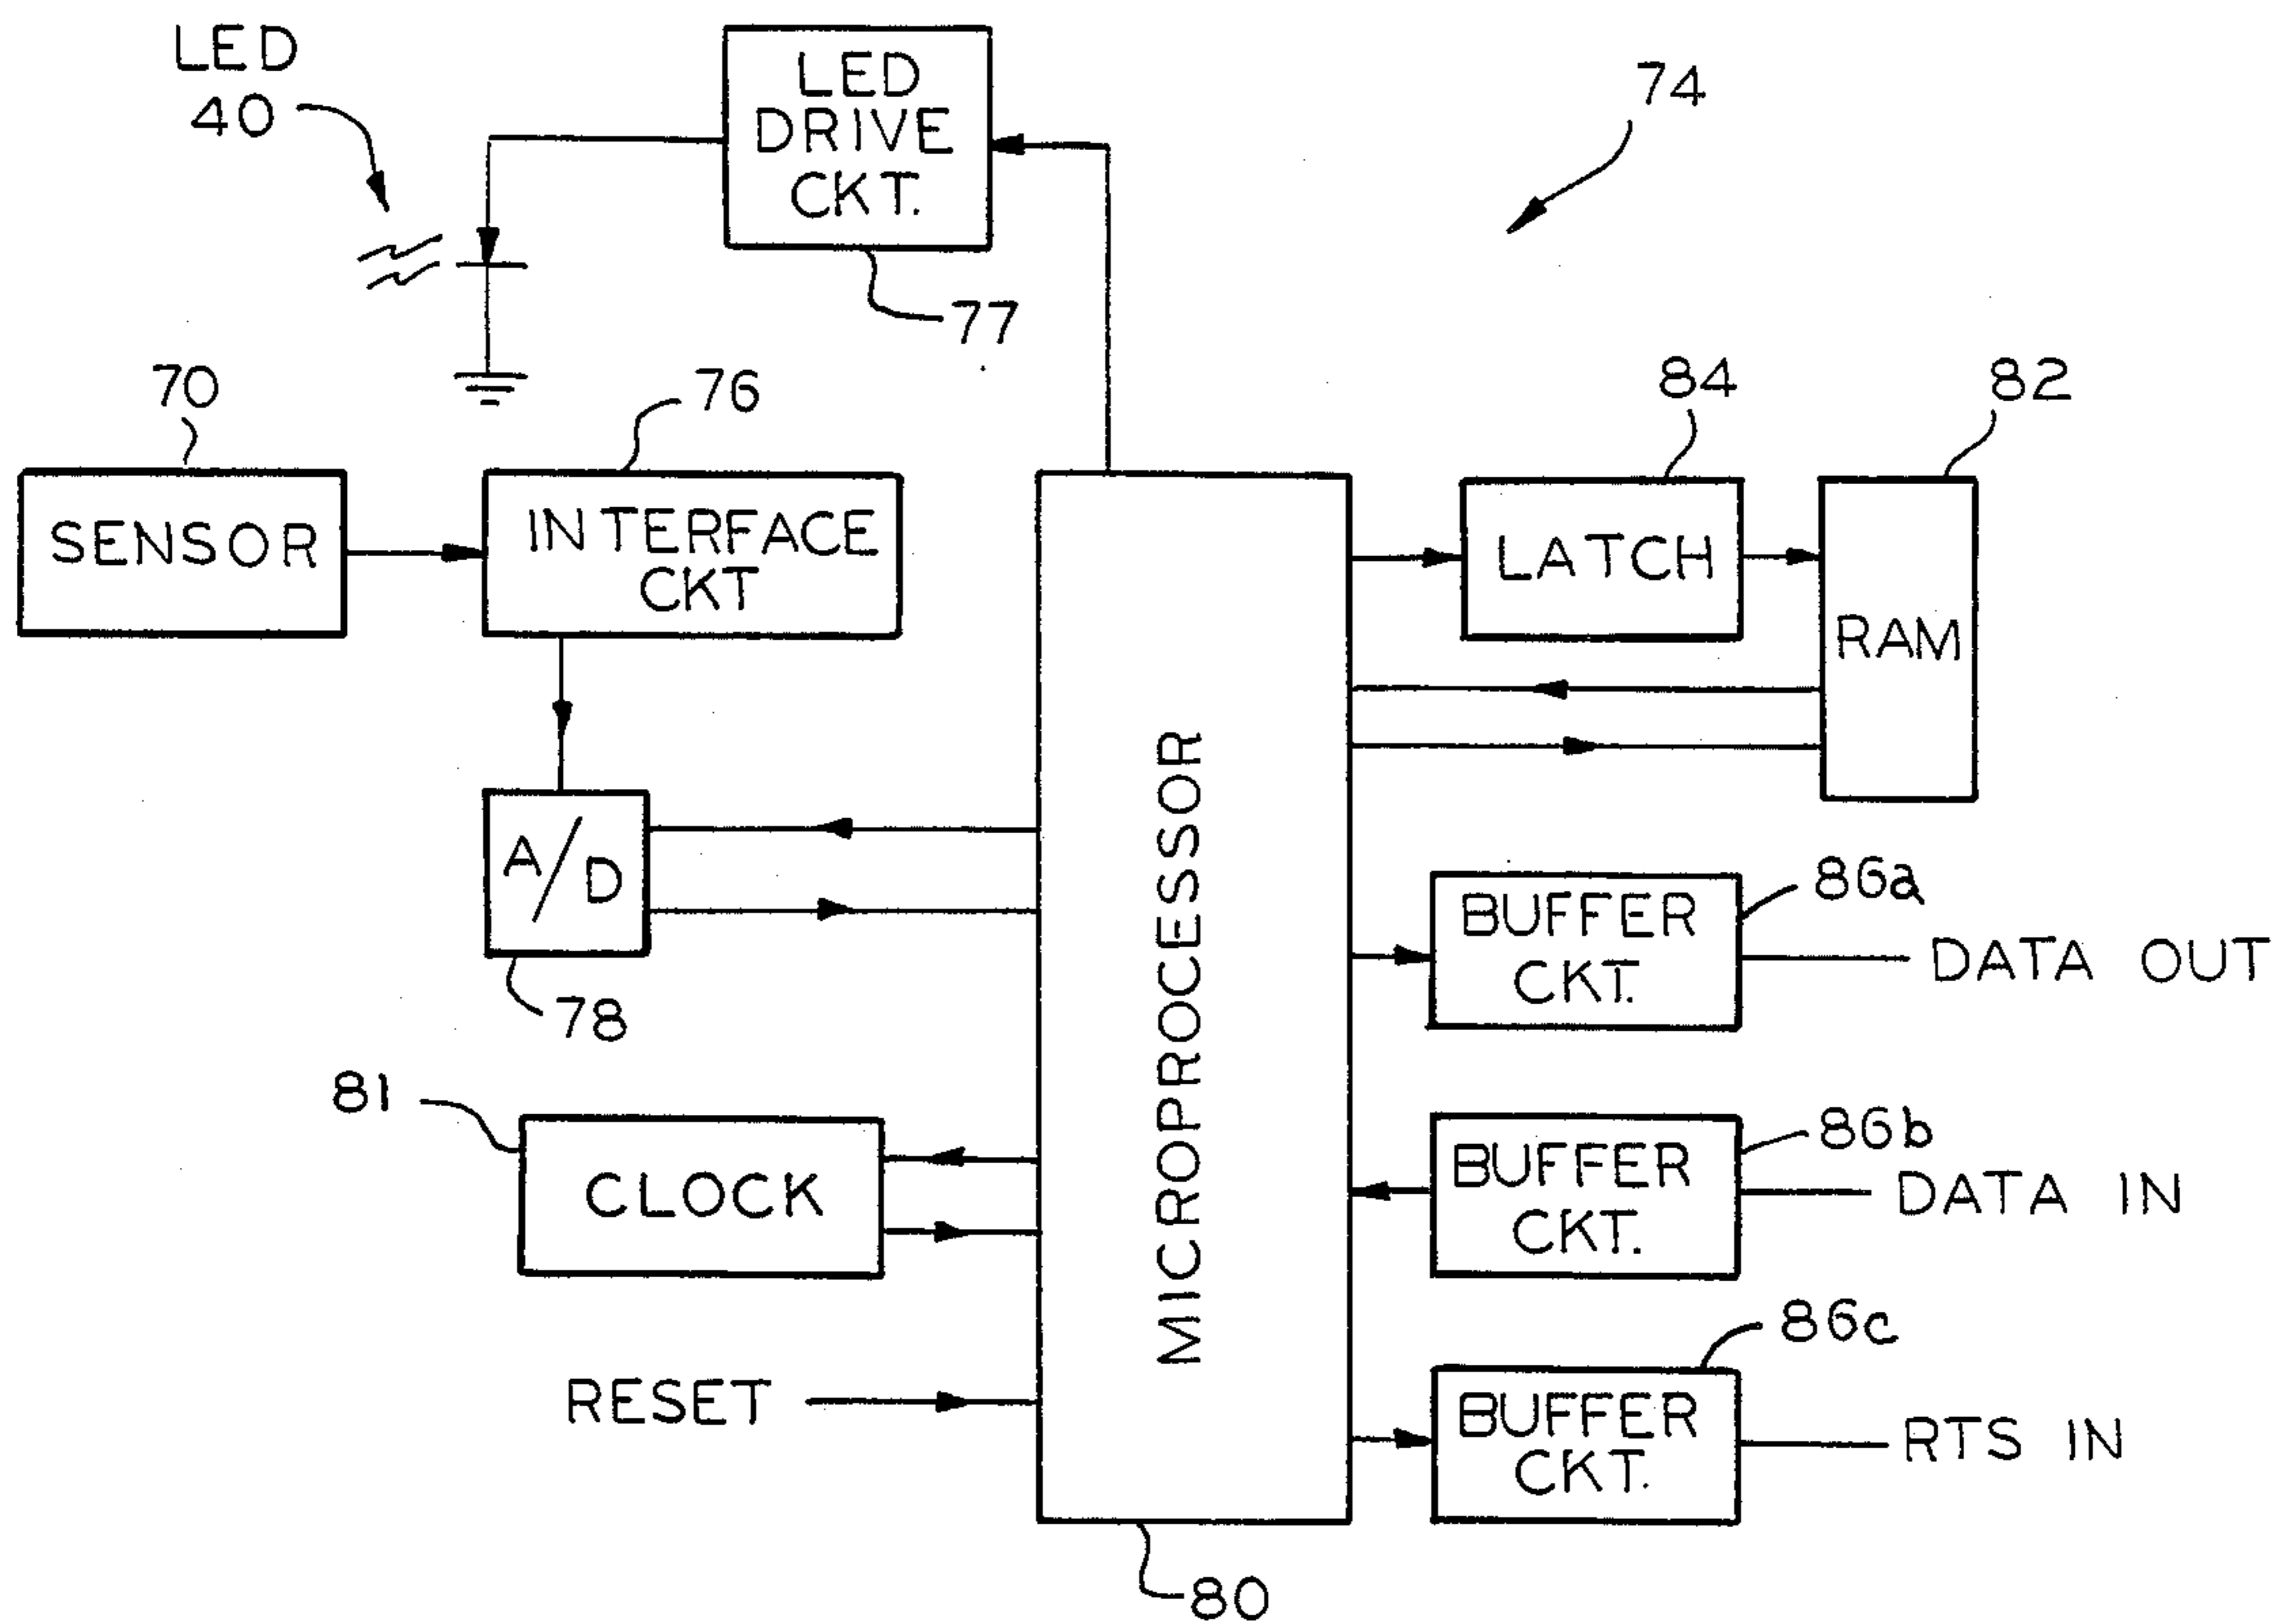 LED
40
LED
DRIVE
CKT.
77
74
70
SENSOR
76
INTERFACE
CKT
84
LATCH
82
RAM
A/D
78
MICROPROCESSOR
80
81
CLOCK
RESET
86a
BUFFER
CKT.
DATA OUT
86b
BUFFER
CKT.
DATA IN
86c
BUFFER
CKT.
RTS IN